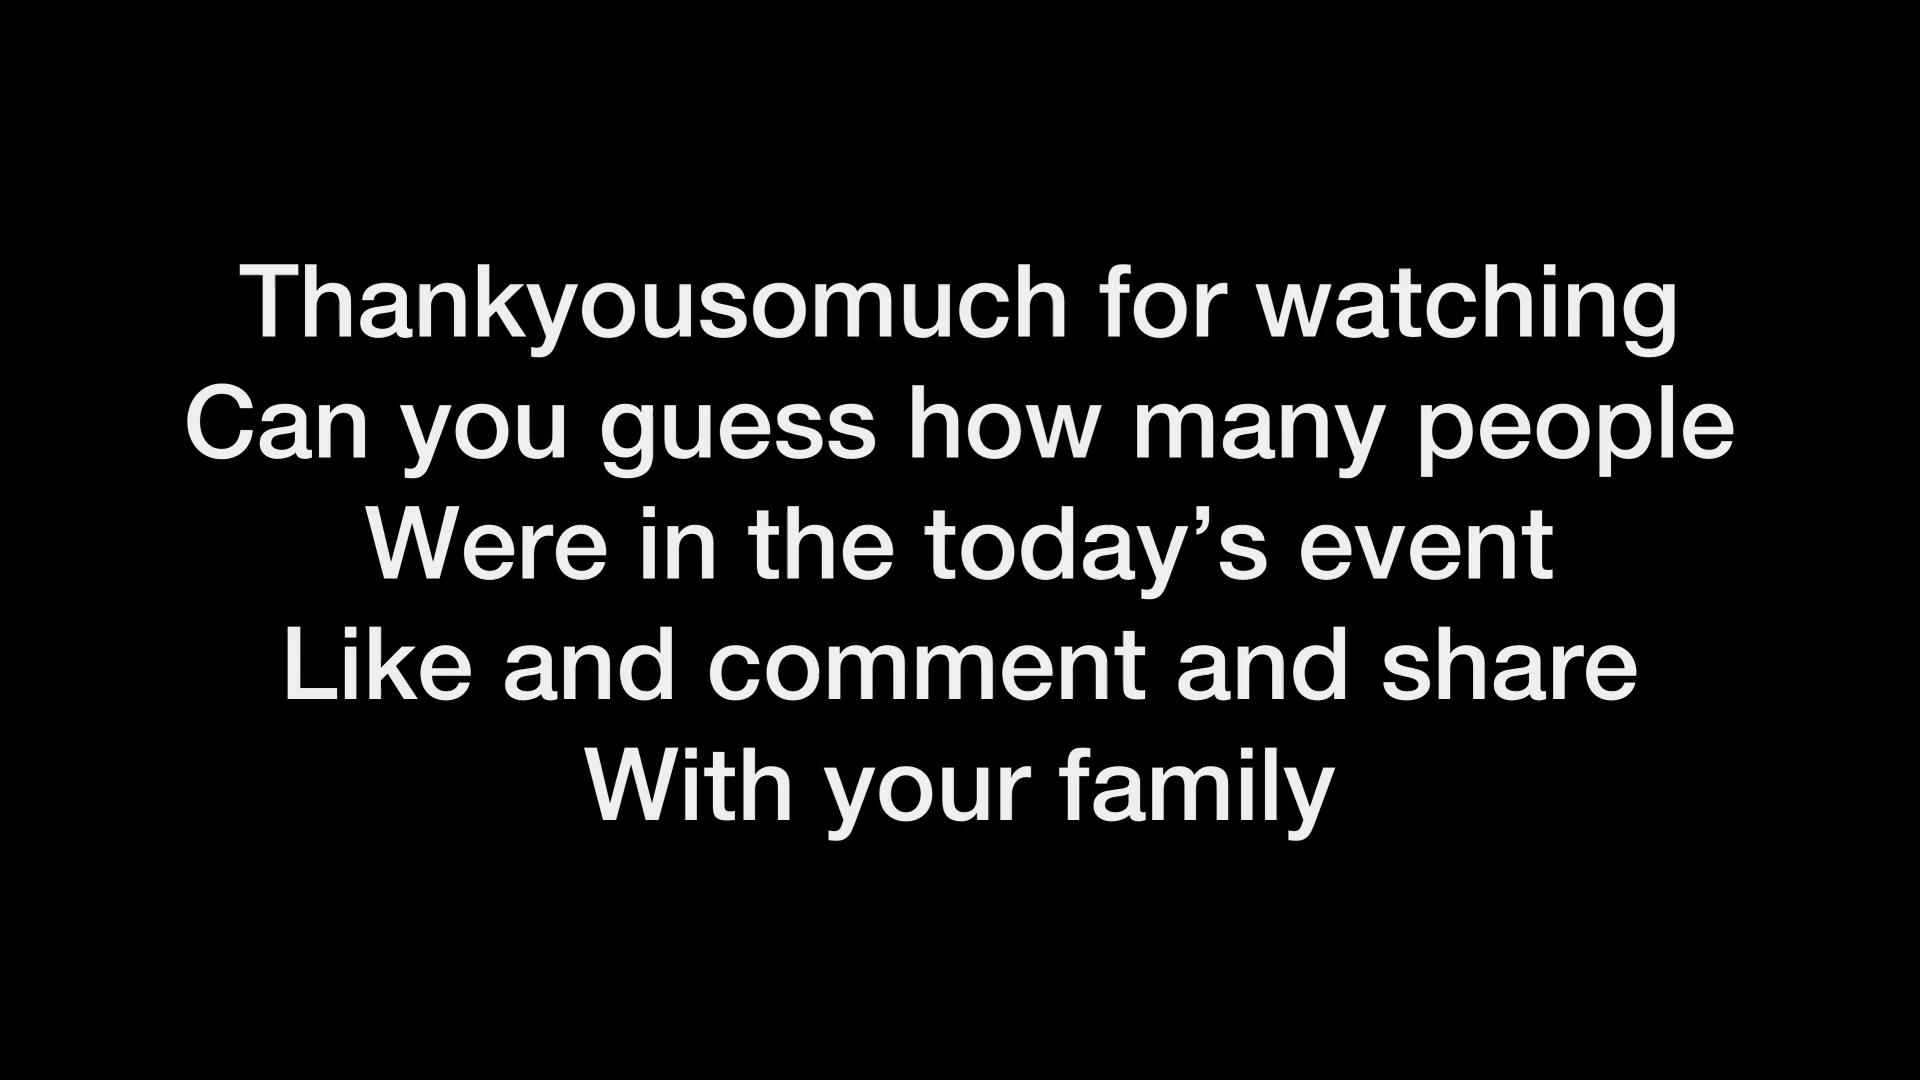 Thankyousomuch for watching
Can you guess how many people
Were in the today’s event
Like and comment and share
With your family